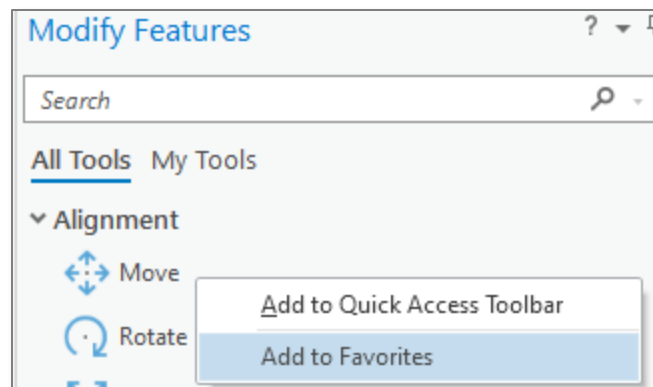 Modify Features
?
Search
All Tools My Tools
Alignment
Move
Add to Quick Access Toolbar
Rotate
Add to Favorites